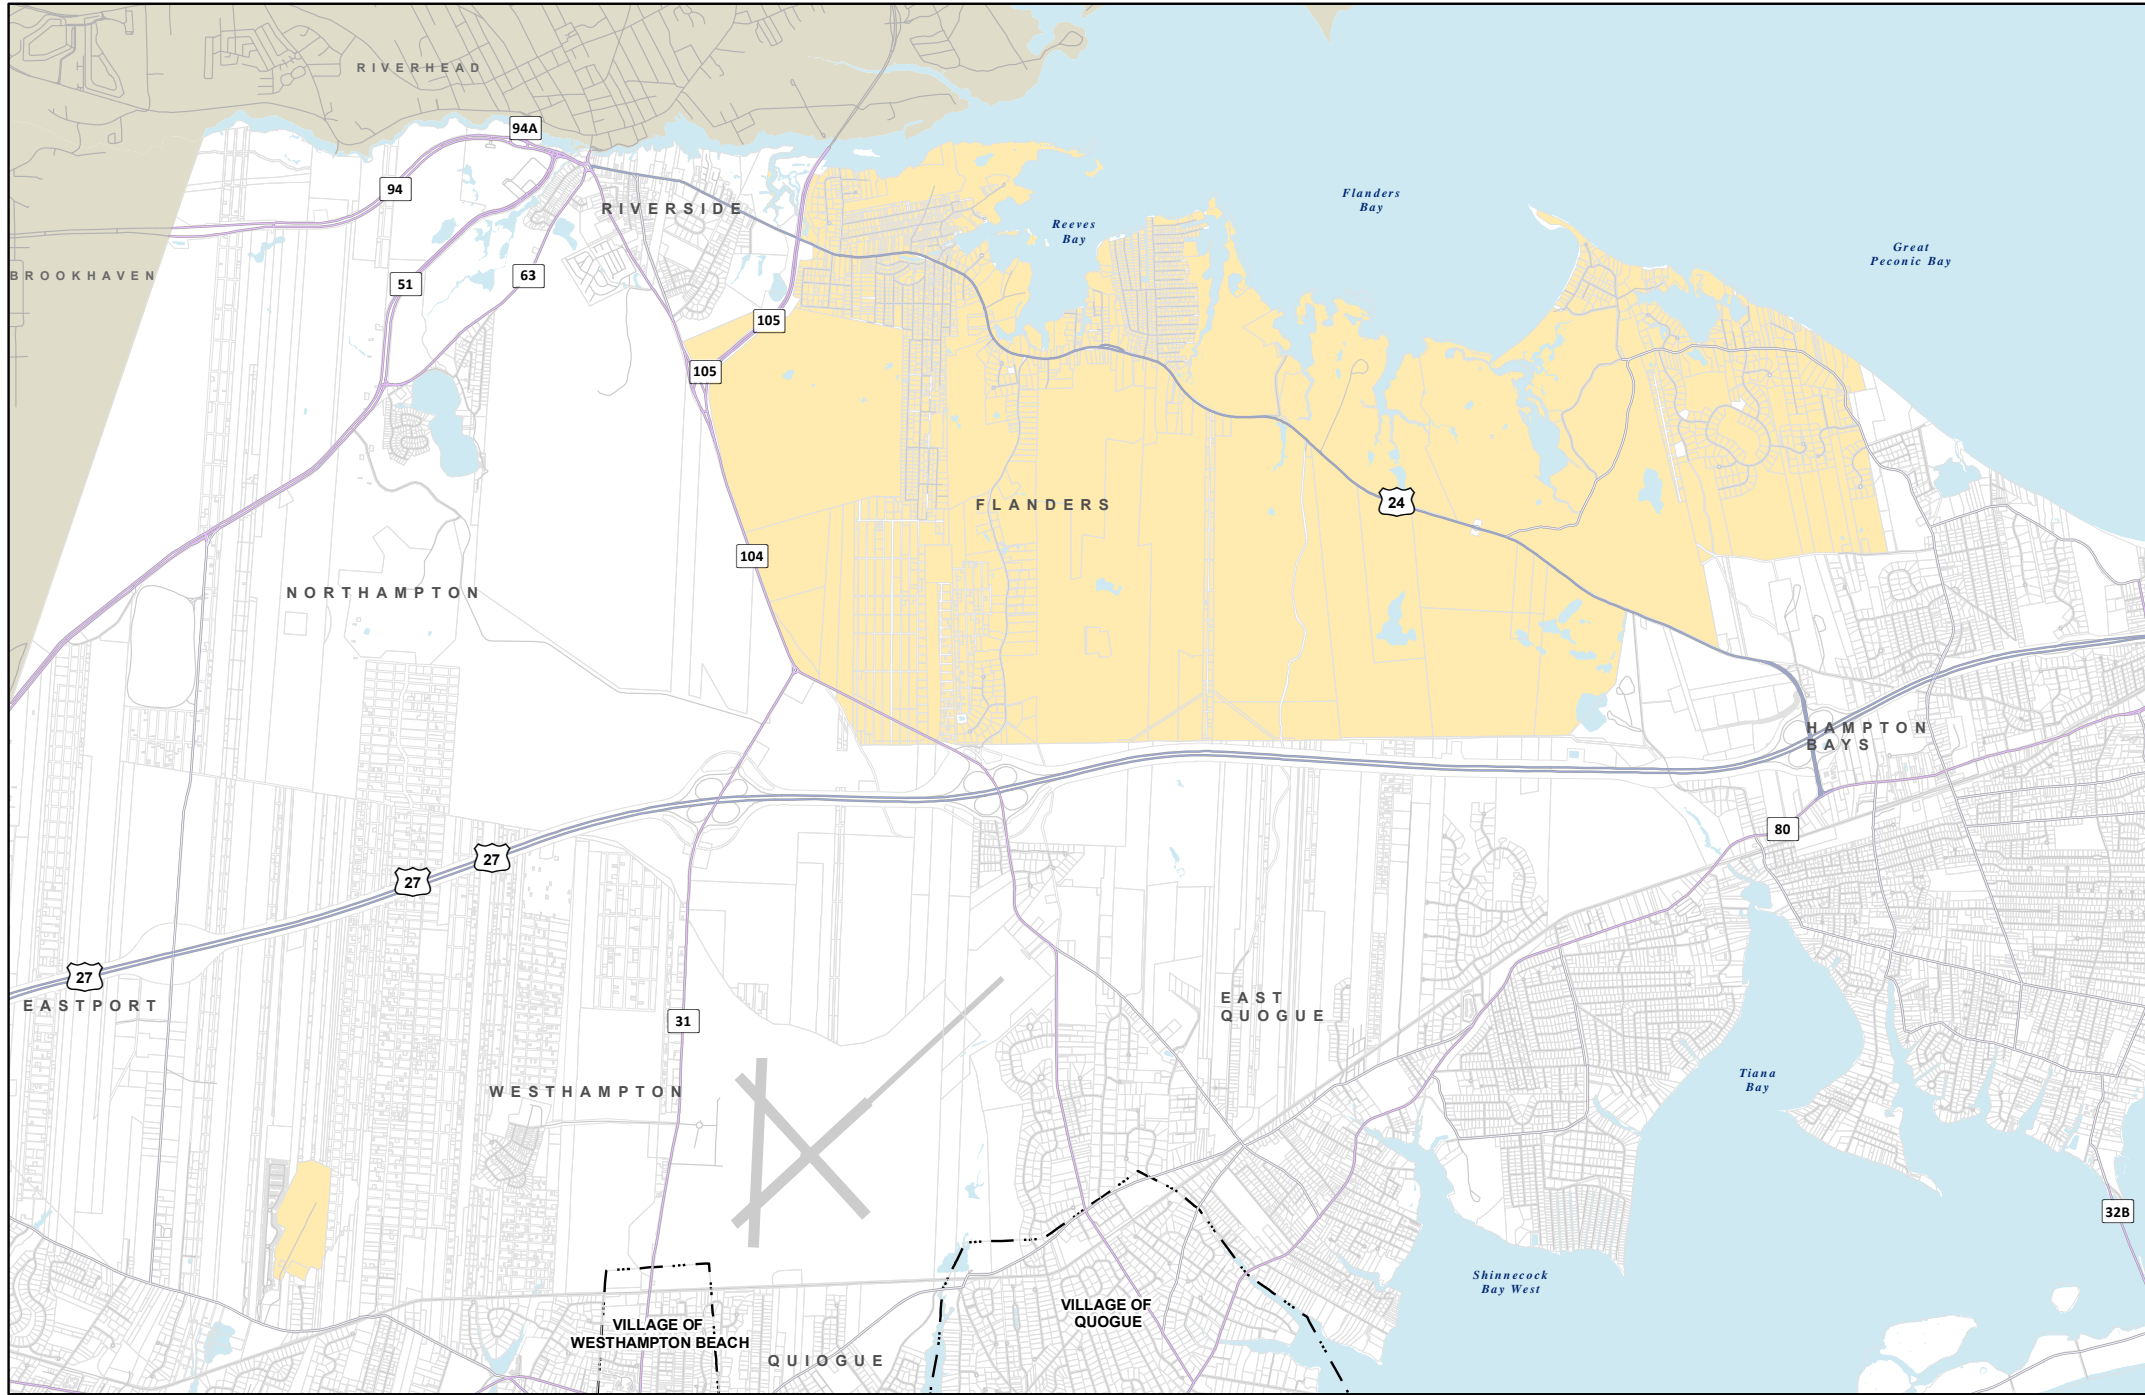 RIVERHEAD
94A
94
RIVERSIDE
Flanders
Bay
Reeves
Bay
Great
Peconic Bay
BROOKHAVEN
51
63
105
105
24
FLANDERS
104
NORTHAMPTON
HAMPTON
BAYS
80
27
27
27
EASTPORT
EAST
QUOGUE
31
WESTHAMPTON
Tiana
Bay
32B
Shinnecock
Bay West
VILLAGE OF
QUOGUE
VILLAGE OF
WESTHAMPTON BEACH
QUIOGUE